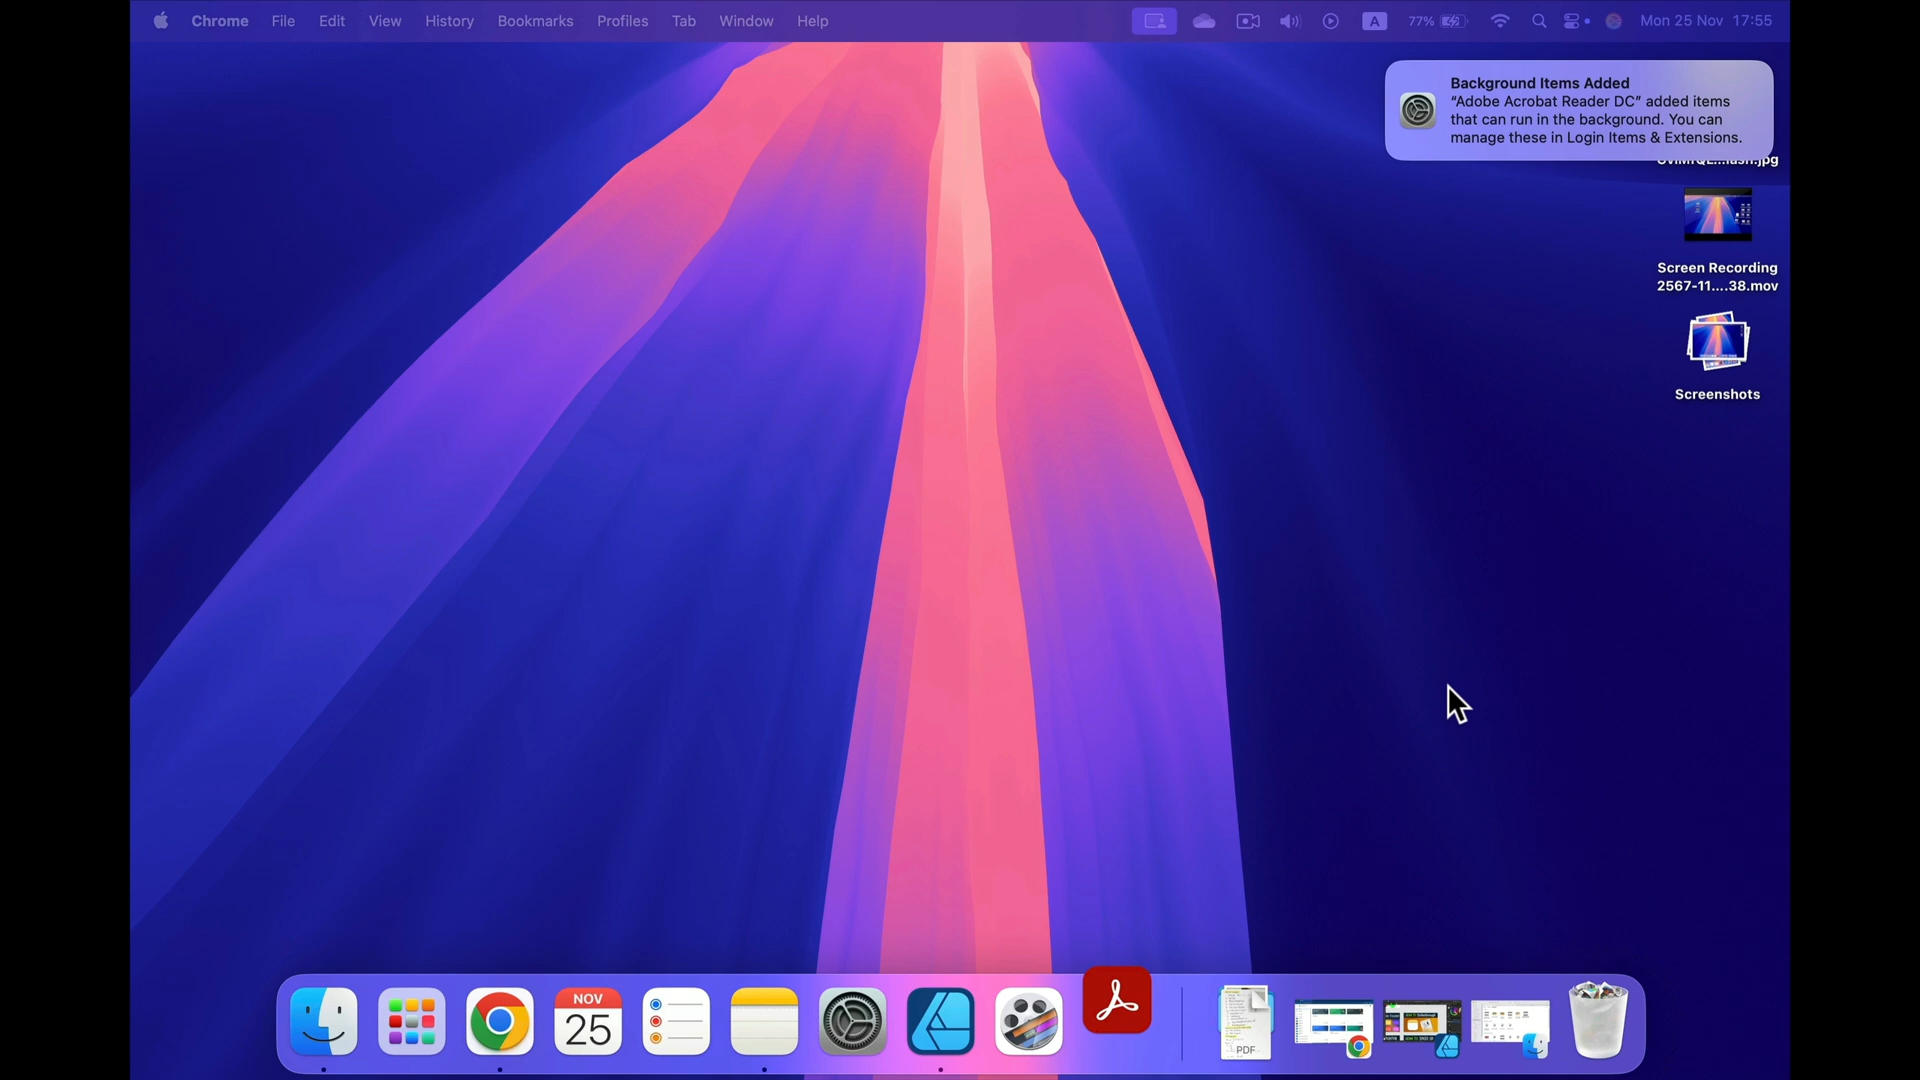 Chrome File Edit View History Bookmarks Profiles Tab Window Help
A 77% Mon 25 Nov 17:55
Background Items Added
“Adobe Acrobat Reader DC” added items
that can run in the background. You can
manage these in Login Items & Extensions.
Screen Recording
2567-11....38.mov
Screenshots
NOV
25
PDF